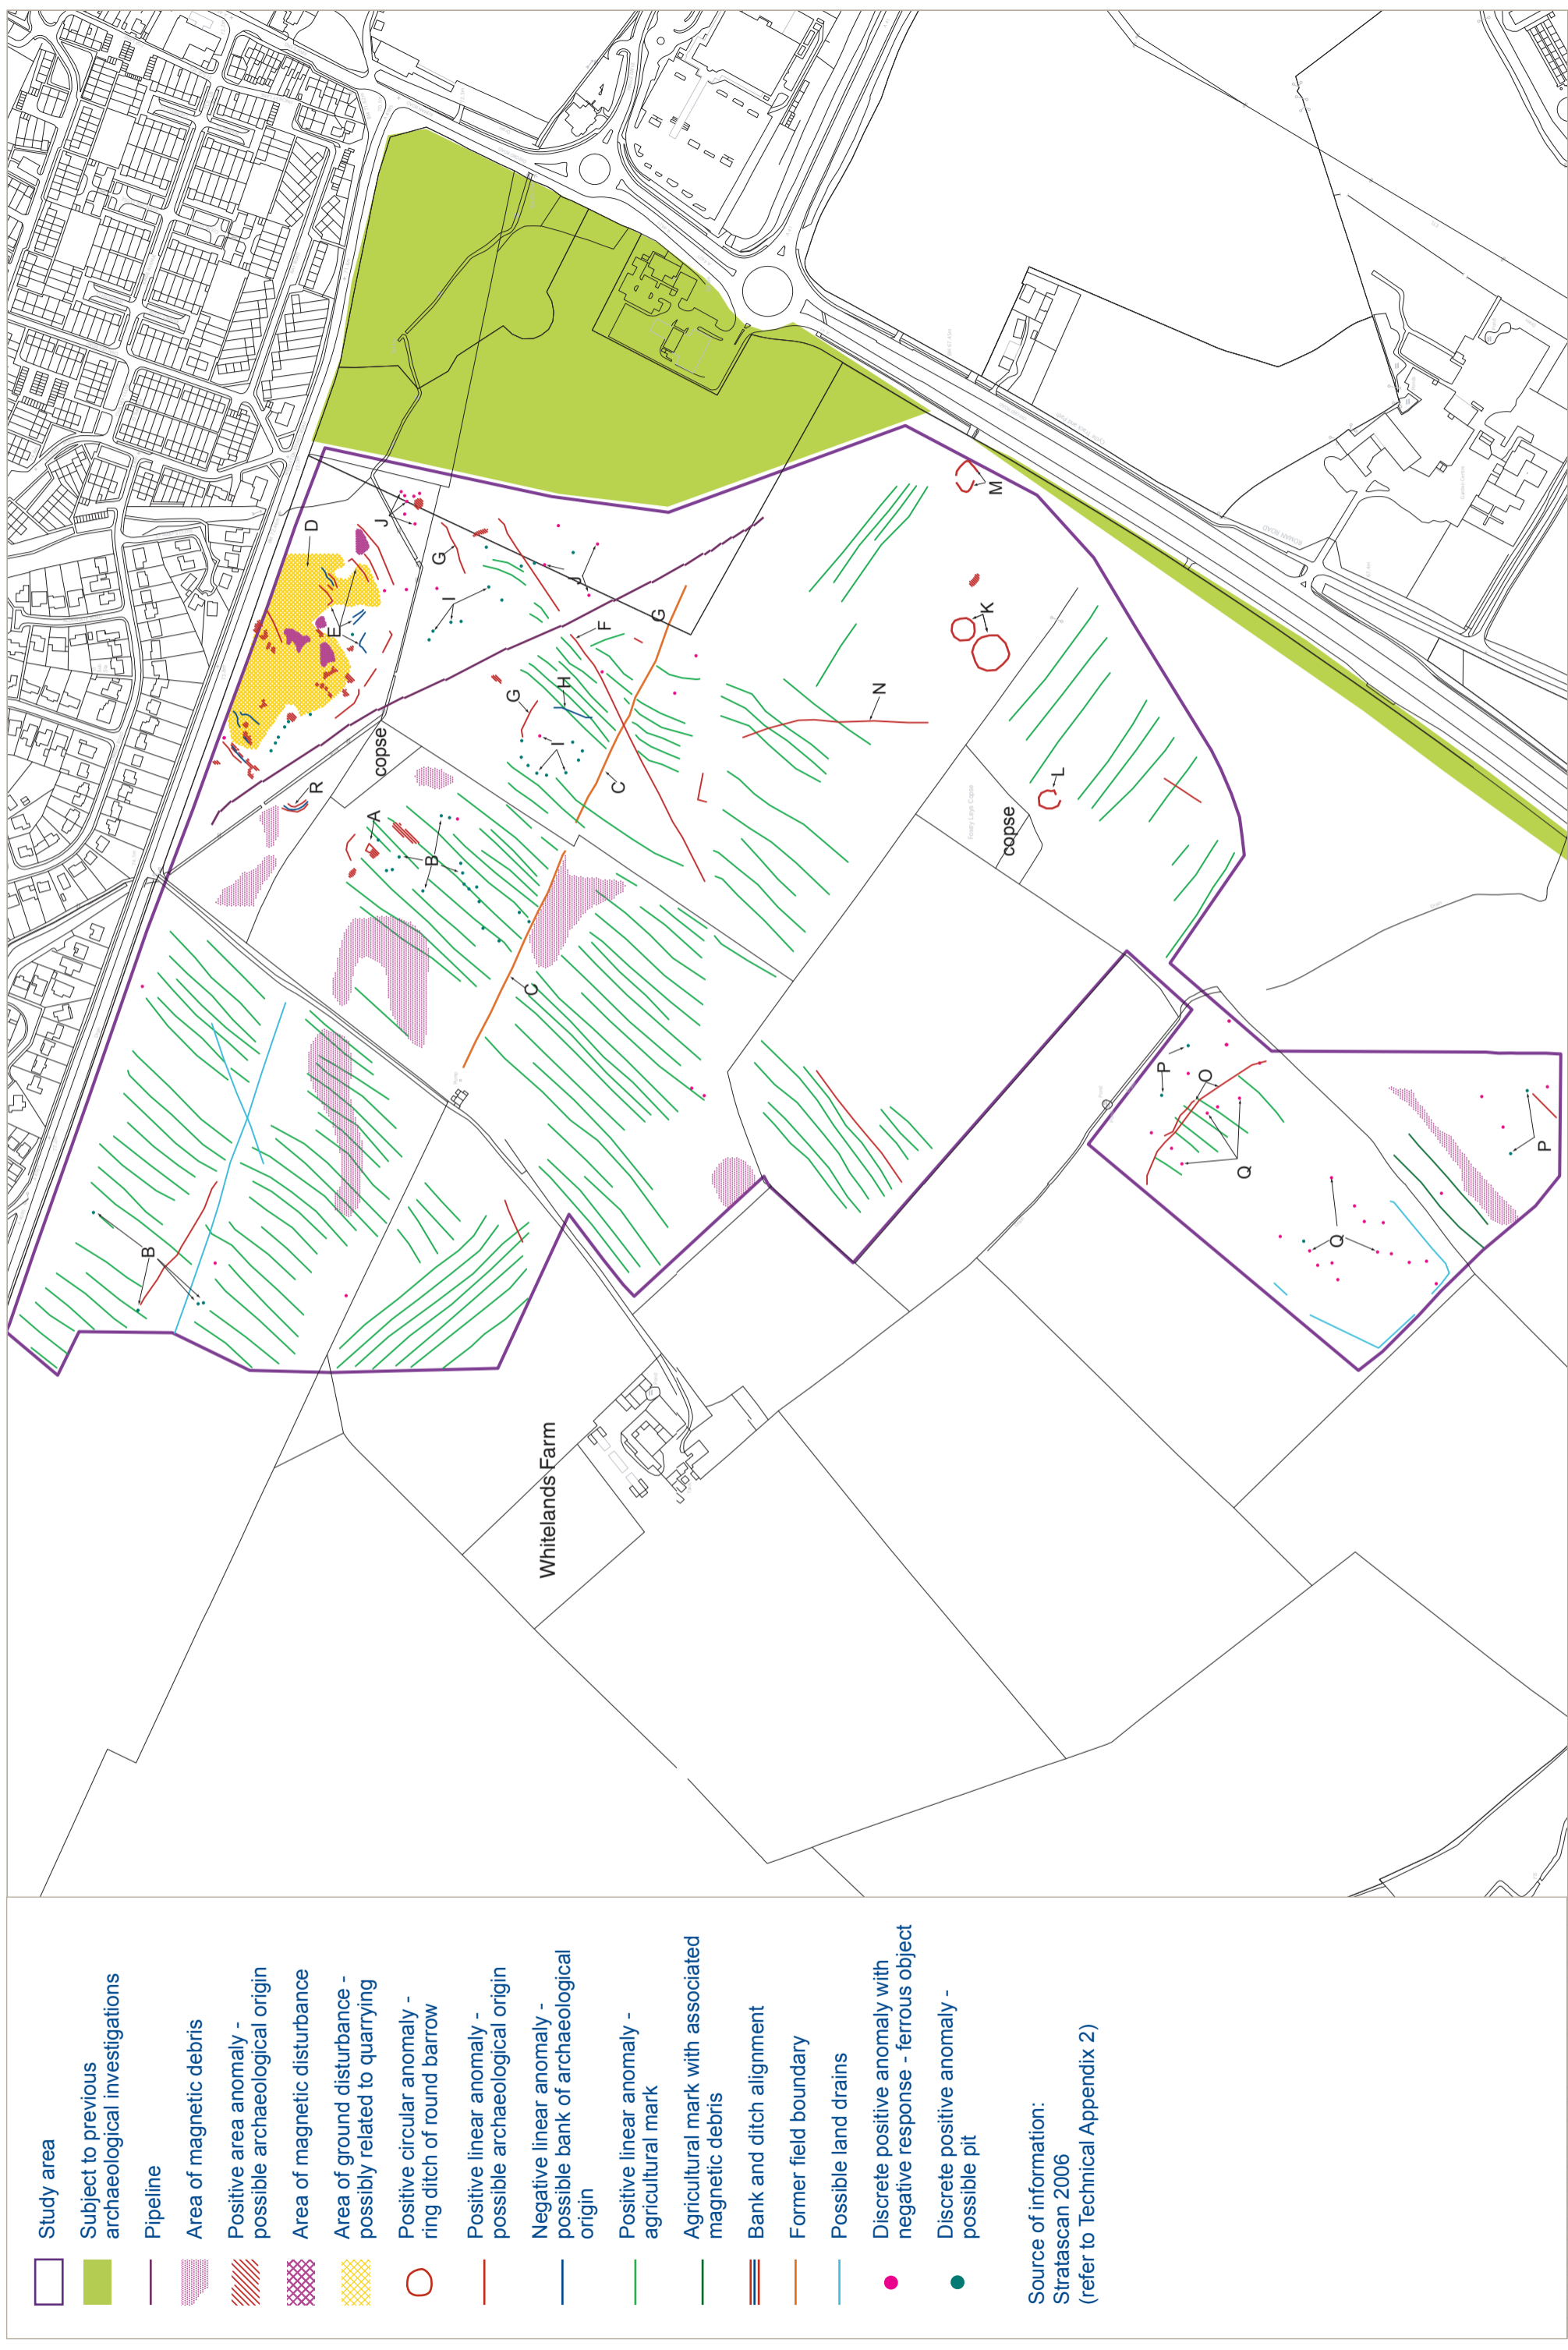 Study area
Subject to previous
archaeological investigations
Pipeline
Area of magnetic debris
Positive area anomaly -
possible archaeological origin
Area of magnetic disturbance
Area of ground disturbance -
possibly related to quarrying
Positive circular anomaly -
ring ditch of round barrow
Positive linear anomaly -
possible archaeological origin
Negative linear anomaly -
possible bank of archaeological
origin
Positive linear anomaly -
agricultural mark
Agricultural mark with associated
magnetic debris
Bank and ditch alignment
Former field boundary
Possible land drains
Discrete positive anomaly with
negative response - ferrous object
Discrete positive anomaly -
possible pit
Source of information:
Stratascan 2006
(refer to Technical Appendix 2)
Whitelands Farm
copse
copse
ROMAN ROAD
A
B
B
C
C
D
E
F
G
G
G
H
I
I
J
J
K
L
M
N
O
P
P
Q
Q
R